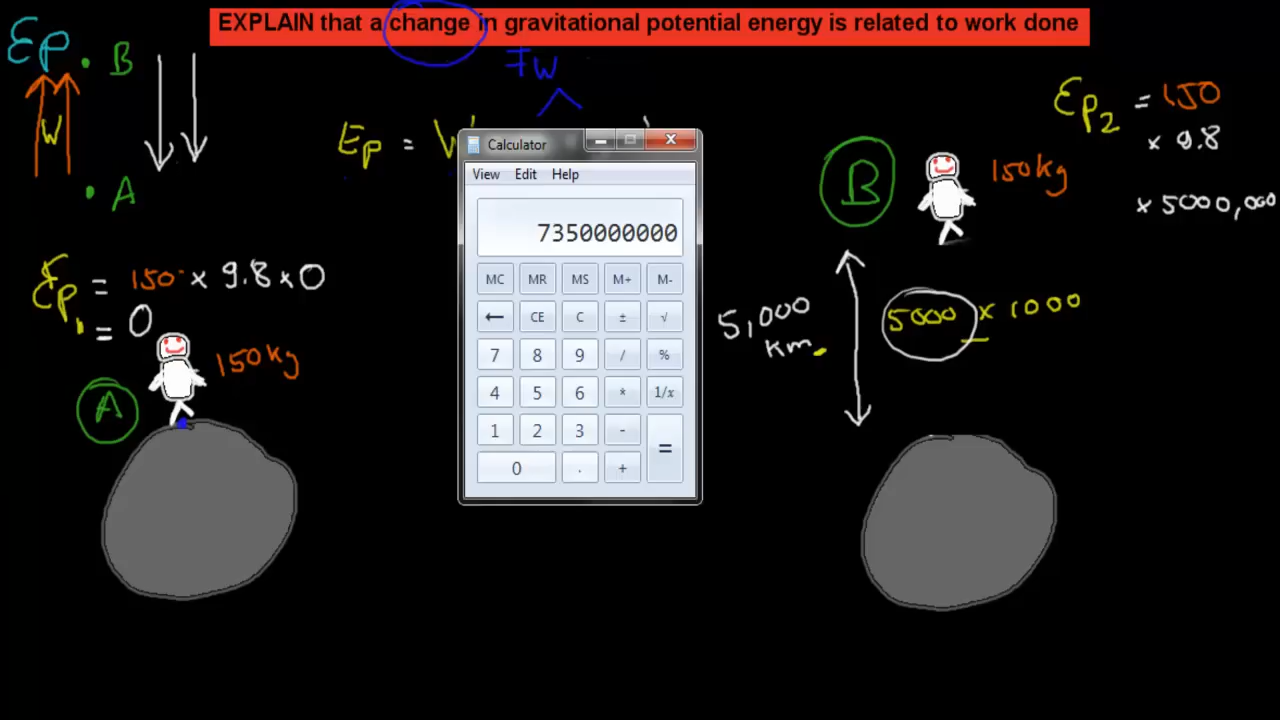 EXPLAIN that a change in gravitational potential energy is related to work done
Ep
B
W
A
FW
Ep = W
Ep1 = 150 x 9.8 x 0
= 0
150kg
A
Calculator
View Edit Help
7350000000
MC MR MS M+ M-
← CE C ± √
7 8 9 / %
4 5 6 * 1/x
1 2 3 - =
0 . +
Ep2 = 150
x 9.8
x 5000,000
B
150kg
5,000
km
5000 x 1000